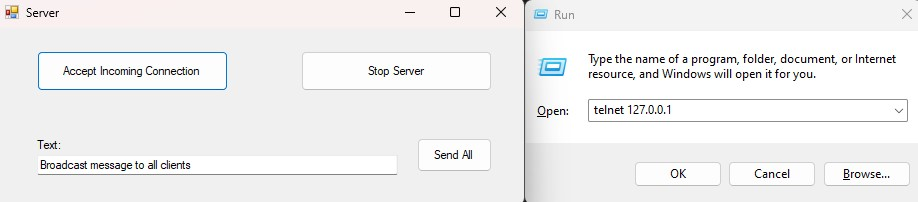 Server
Accept Incoming Connection
Stop Server
Text:
Broadcast message to all clients
Send All
Run
Type the name of a program, folder, document, or Internet
resource, and Windows will open it for you.
Open:
telnet 127.0.0.1
OK
Cancel
Browse...